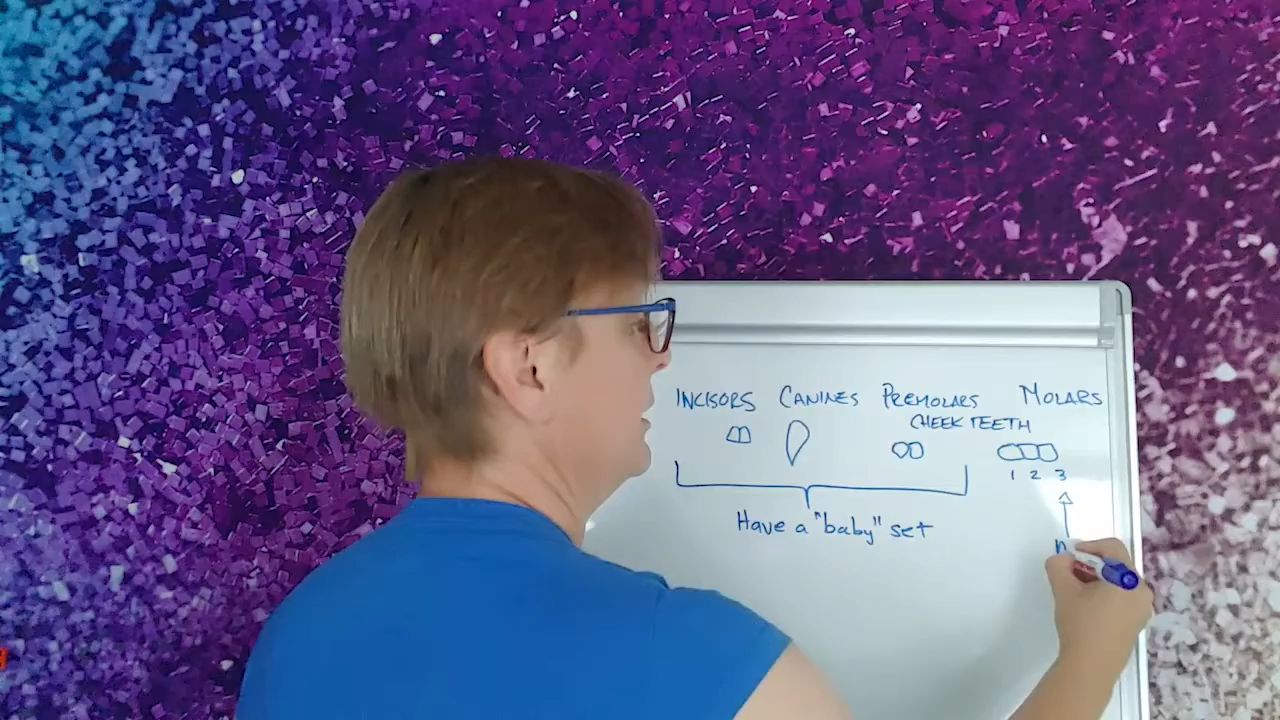 INCISORS CANINES PREMOLARS MOLARS
CHEEK TEETH
1 2 3
Have a "baby" set